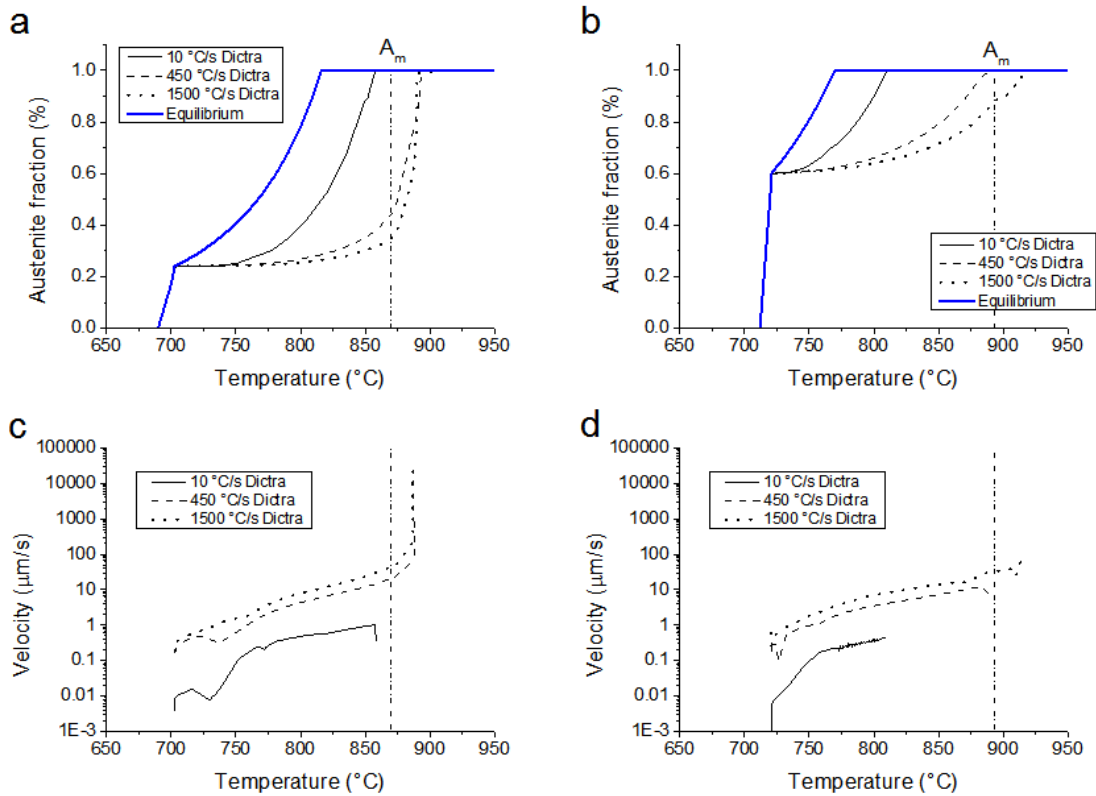 a
A_m
10 °C/s Dictra
450 °C/s Dictra
1500 °C/s Dictra
Equilibrium
1.0
0.8
0.6
0.4
0.2
0.0
Austenite fraction (%)
650 700 750 800 850 900 950
Temperature (°C)
b
A_m
10 °C/s Dictra
450 °C/s Dictra
1500 °C/s Dictra
Equilibrium
1.0
0.8
0.6
0.4
0.2
0.0
Austenite fraction (%)
650 700 750 800 850 900 950
Temperature (°C)
c
10 °C/s Dictra
450 °C/s Dictra
1500 °C/s Dictra
100000
10000
1000
100
10
1
0.1
0.01
1E-3
Velocity (µm/s)
650 700 750 800 850 900 950
Temperature (°C)
d
10 °C/s Dictra
450 °C/s Dictra
1500 °C/s Dictra
100000
10000
1000
100
10
1
0.1
0.01
1E-3
Velocity (µm/s)
650 700 750 800 850 900 950
Temperature (°C)